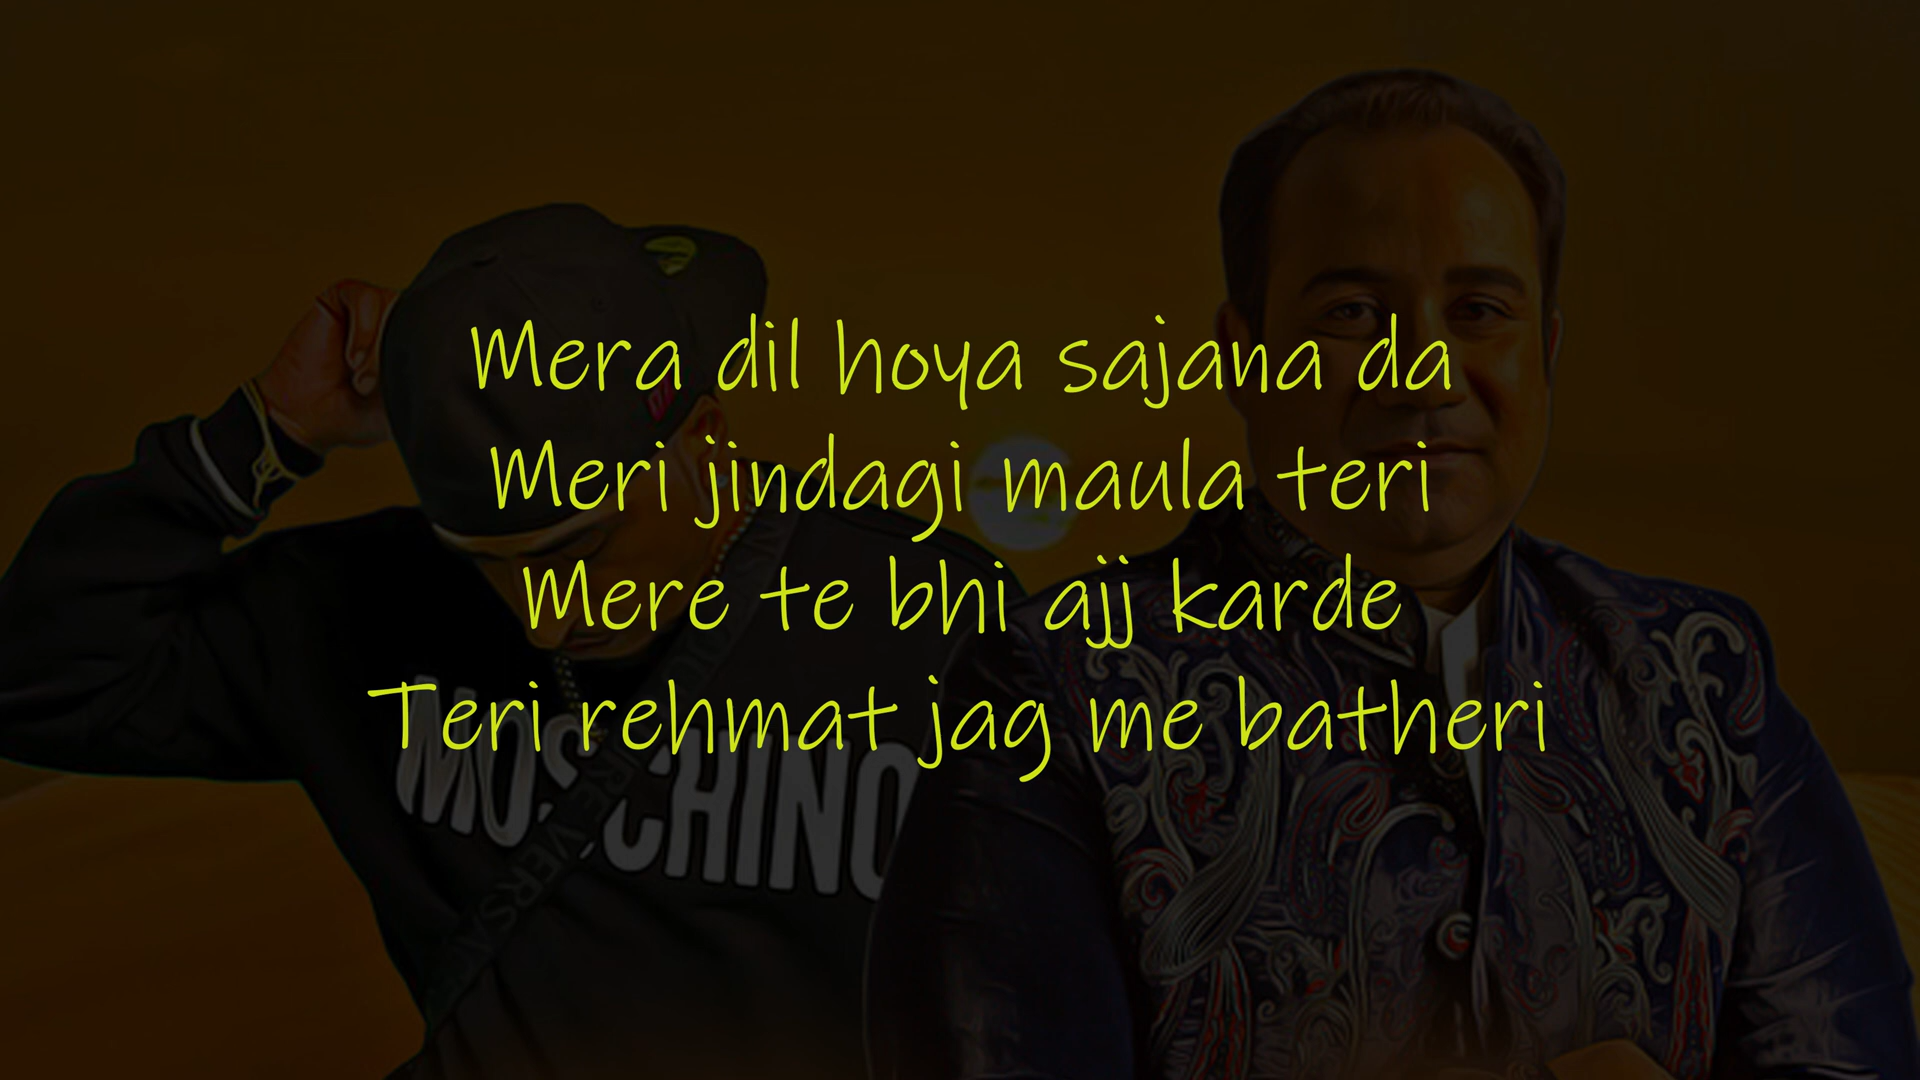 Mera dil hoya sajana da
Meri jindagi maula teri
Mere te bhi ajj karde
Teri rehmat jag me batheri
MOSCHINO